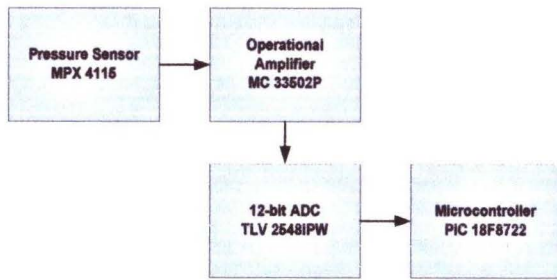 Pressure Sensor
MPX 4115
Operational
Amplifier
MC 33502P
12-bit ADC
TLV 2548IPW
Microcontroller
PIC 18F8722